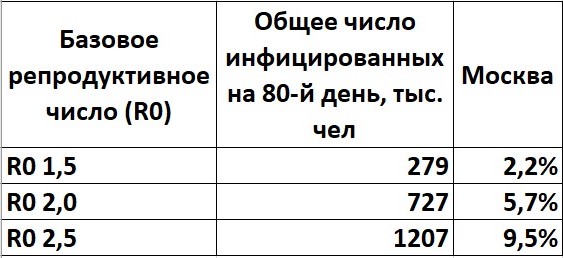 Базовое
репродуктивное
число (R0)
Общее число
инфицированных
на 80-й день, тыс.
чел
Москва
R0 1,5 279 2,2%
R0 2,0 727 5,7%
R0 2,5 1207 9,5%